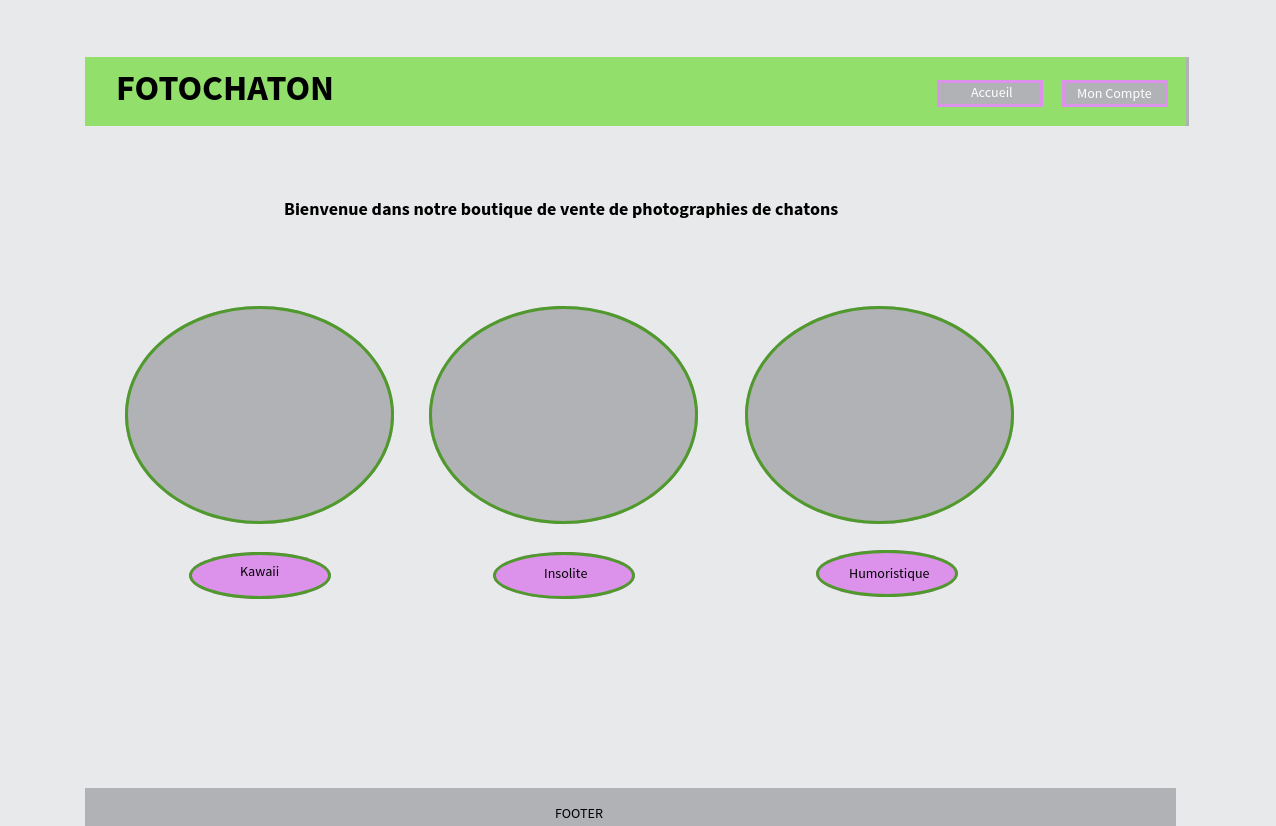 FOTOCHATON
Accueil
Mon Compte
Bienvenue dans notre boutique de vente de photographies de chatons
Kawaii
Insolite
Humoristique
FOOTER